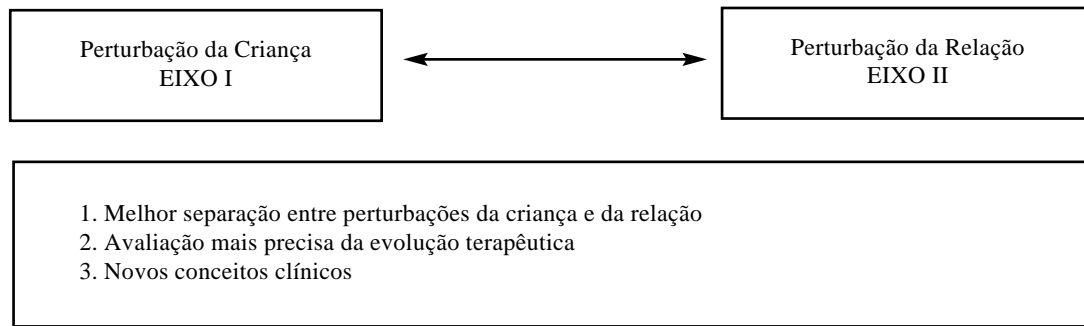 Perturbação da Criança
EIXO I
Perturbação da Relação
EIXO II
1. Melhor separação entre perturbações da criança e da relação
2. Avaliação mais precisa da evolução terapêutica
3. Novos conceitos clínicos